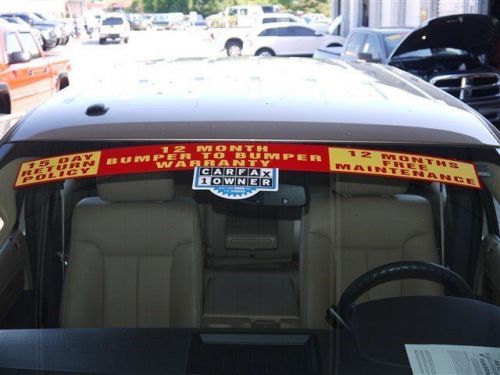 15 DAY
RETURN
POLICY
12 MONTH
BUMPER TO BUMPER
WARRANTY
12 MONTHS
FREE
MAINTENANCE
CARFAX
1 OWNER